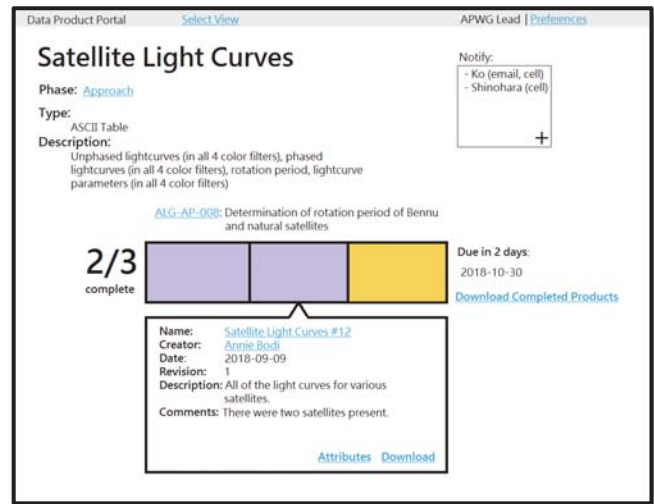 Data Product Portal Select View APWG Lead | Preferences
Satellite Light Curves
Notify:
- Ko (email, cell)
- Shinohara (cell)
+
Phase: Approach
Type:
ASCII Table
Description:
Unphased lightcurves (in all 4 color filters), phased
lightcurves (in all 4 color filters), rotation period, lightcurve
parameters (in all 4 color filters)
ALG-AP-008: Determination of rotation period of Bennu
and natural satellites
2/3
complete
Due in 2 days:
2018-10-30
Download Completed Products
Name: Satellite Light Curves #12
Creator: Annie Bodi
Date: 2018-09-09
Revision: 1
Description: All of the light curves for various
satellites.
Comments: There were two satellites present.
Attributes Download